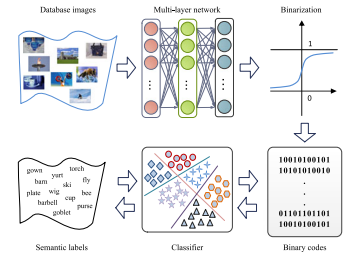 Database images
Multi-layer network
Binarization
1
0
gown yurt torch
barn ski fly
plate wig bee
barbell cup purse
goblet
10010100101
10101010010
.
.
.
01101101101
10010100101
Semantic labels
Classifier
Binary codes